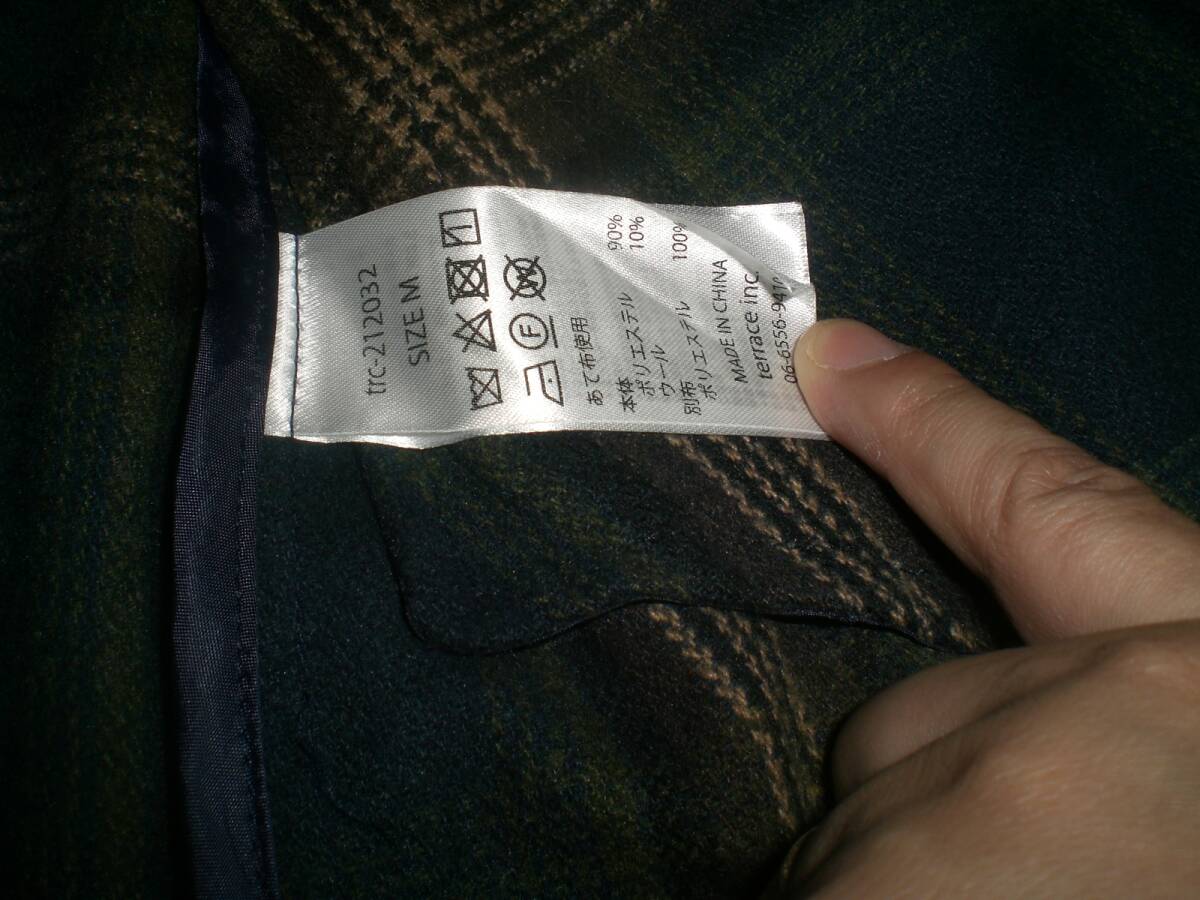 trc-212032
SIZE M
あて布使用
本体
ポリエステル 90%
ウール 10%
別布
ポリエステル 100%
MADE IN CHINA
terrace inc.